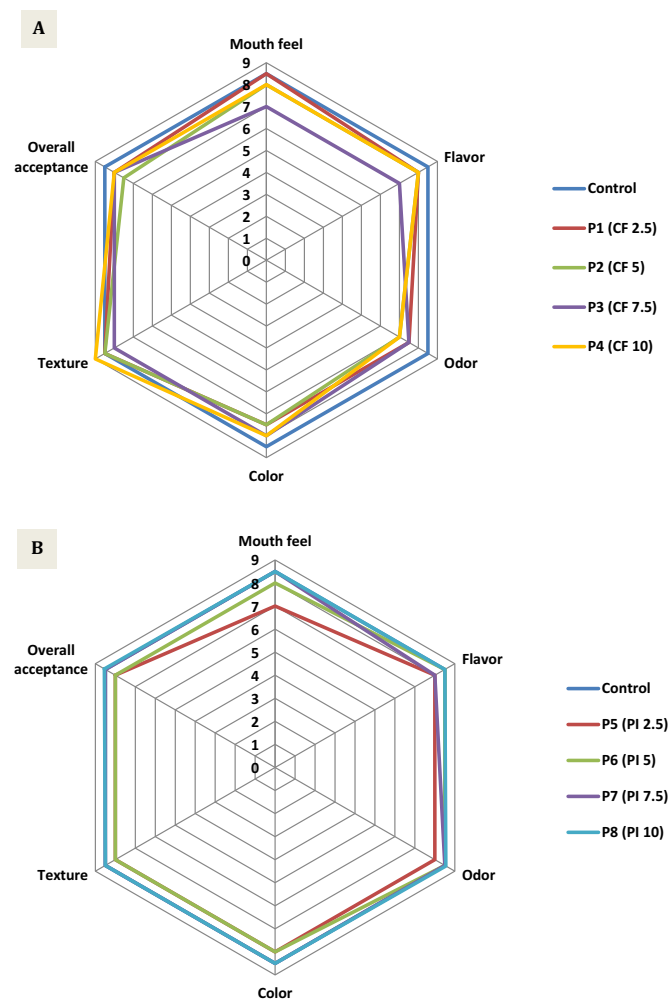 A
Mouth feel
9
8
7
6
5
4
3
2
1
0
Overall
acceptance
Flavor
Texture
Odor
Color
Control
P1 (CF 2.5)
P2 (CF 5)
P3 (CF 7.5)
P4 (CF 10)
B
Mouth feel
9
8
7
6
5
4
3
2
1
0
Overall
acceptance
Flavor
Texture
Odor
Color
Control
P5 (PI 2.5)
P6 (PI 5)
P7 (PI 7.5)
P8 (PI 10)